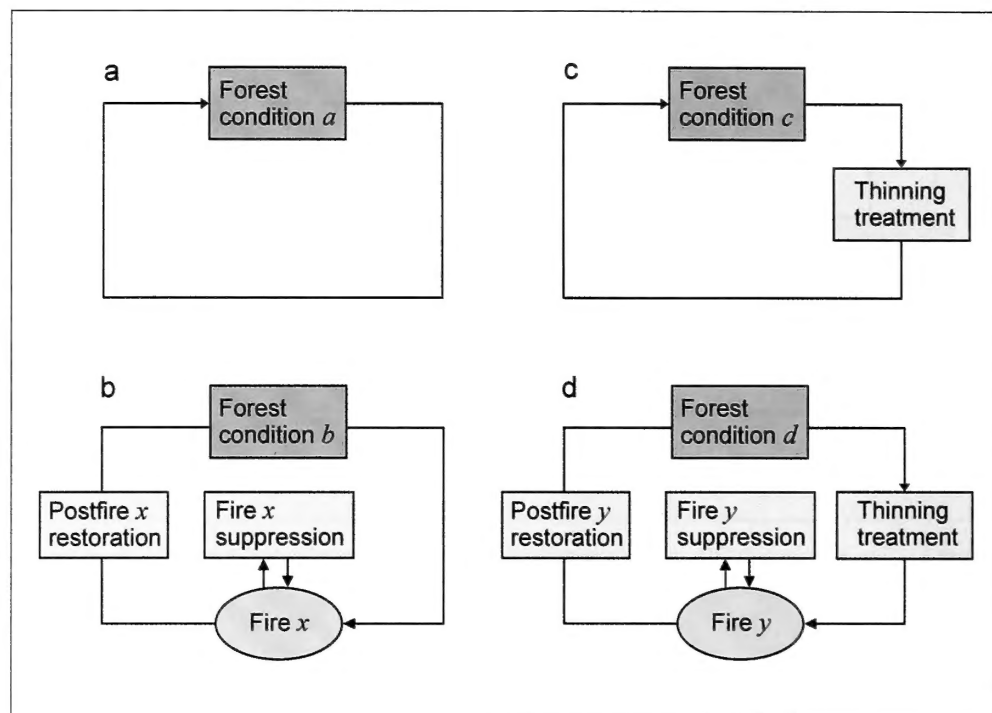 a
Forest
condition a
c
Forest
condition c
Thinning
treatment
b
Forest
condition b
Postfire x
restoration
Fire x
suppression
Fire x
d
Forest
condition d
Postfire y
restoration
Fire y
suppression
Thinning
treatment
Fire y